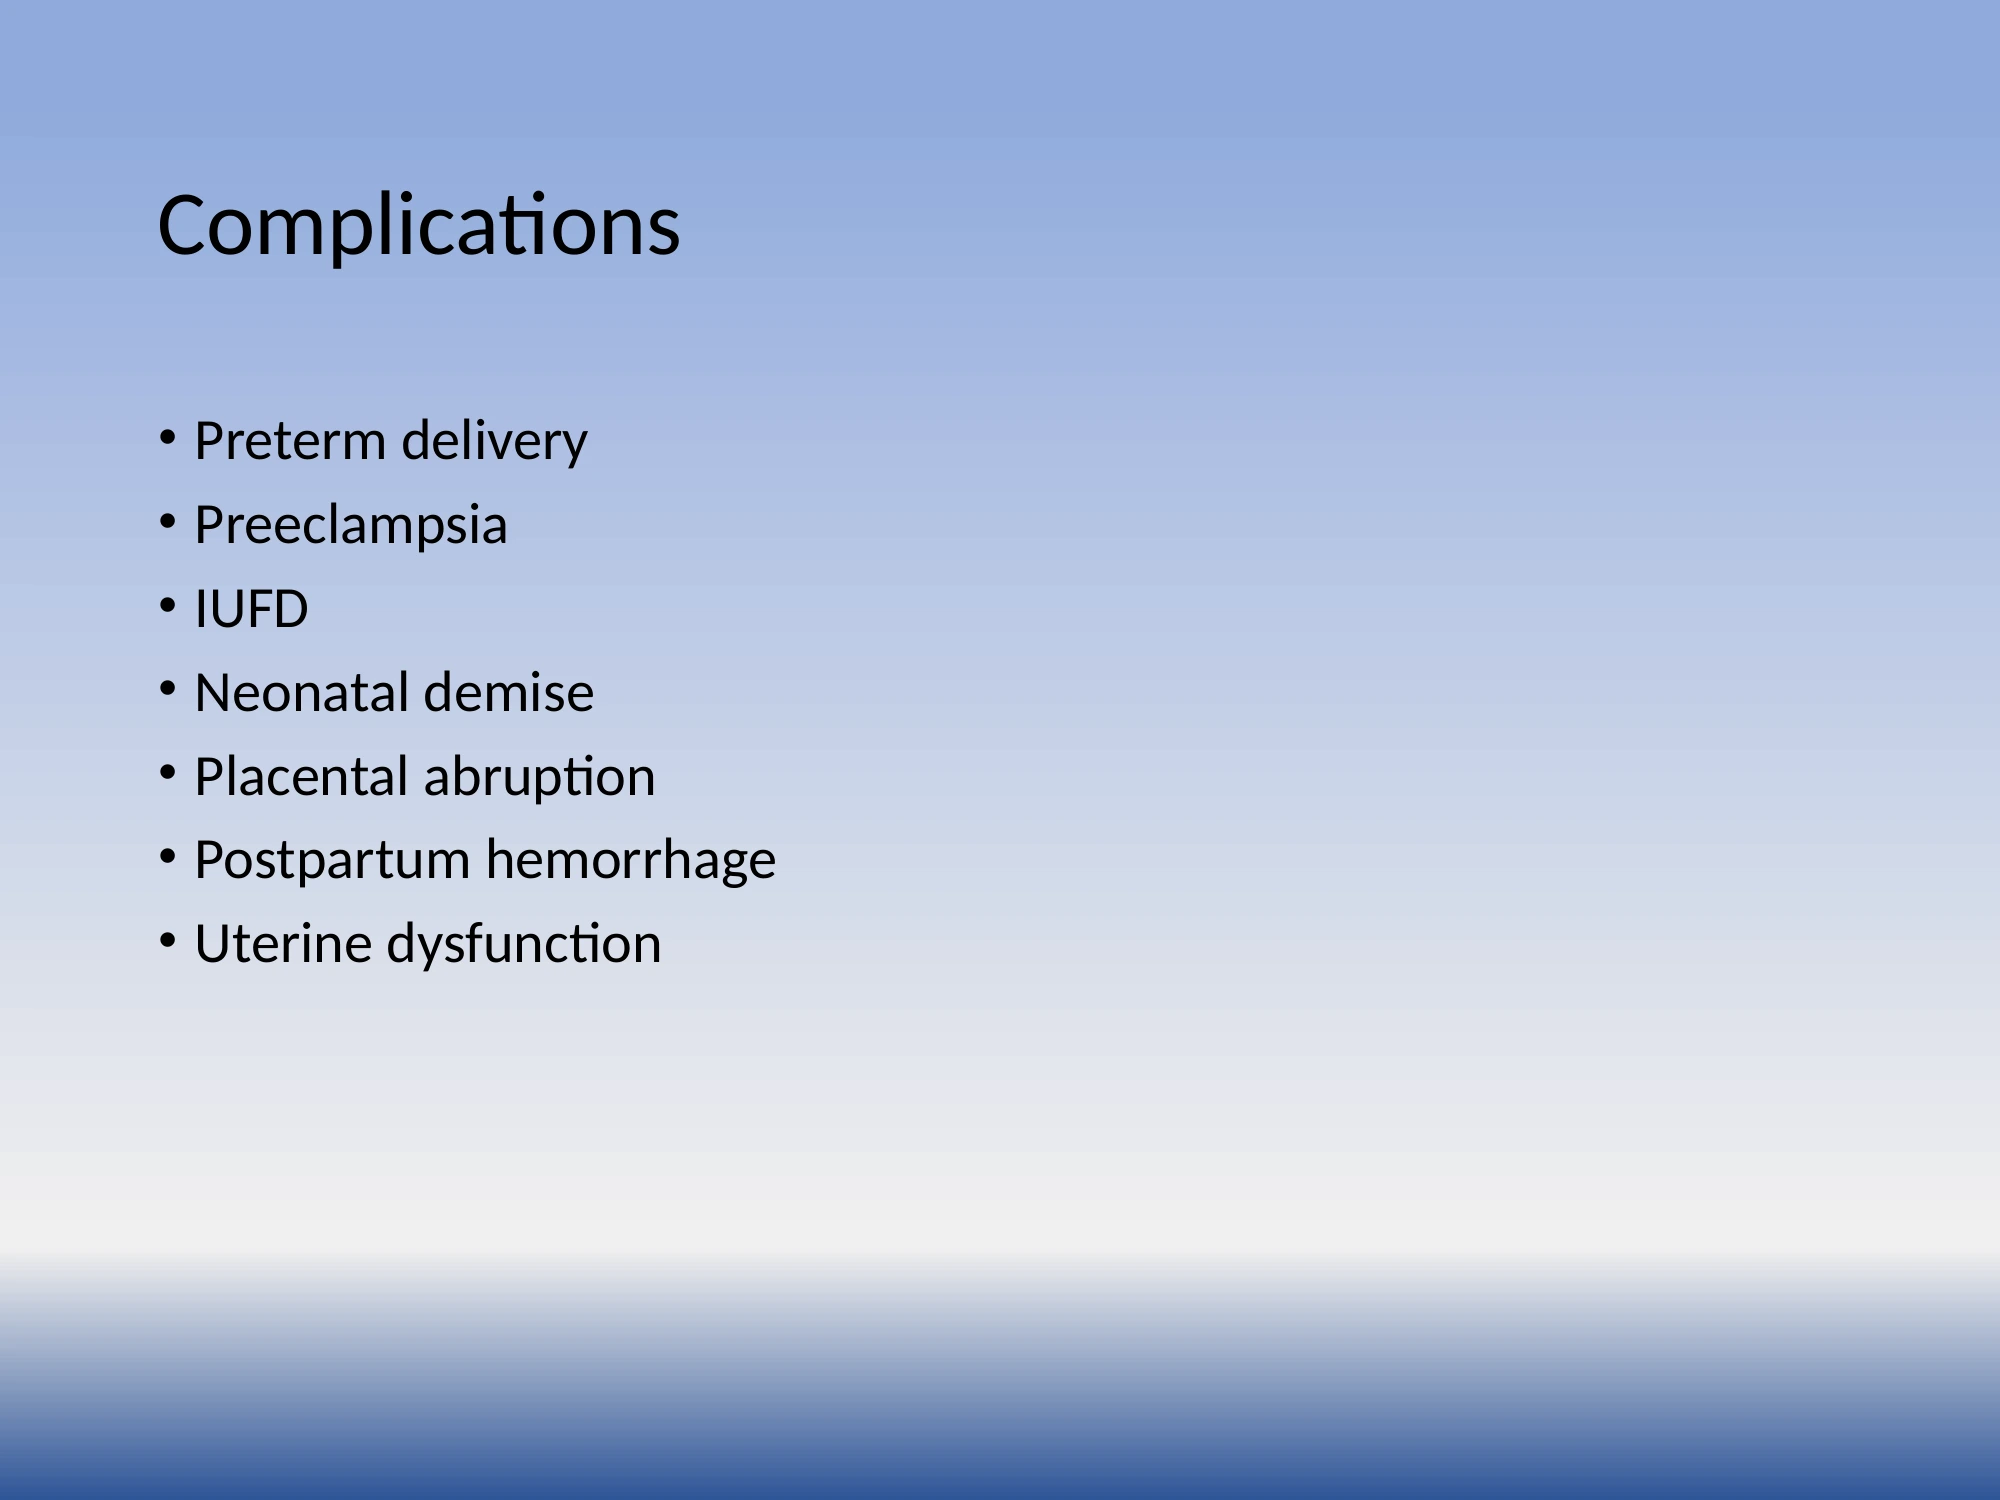 Complications
• Preterm delivery
• Preeclampsia
• IUFD
• Neonatal demise
• Placental abruption
• Postpartum hemorrhage
• Uterine dysfunction